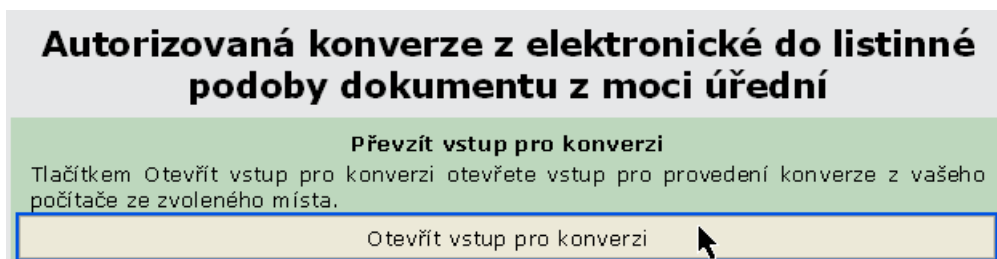 Autorizovaná konverze z elektronické do listinné
podoby dokumentu z moci úřední
Převzít vstup pro konverzi
Tlačítkem Otevřít vstup pro konverzi otevřete vstup pro provedení konverze z vašeho
počítače ze zvoleného místa.
Otevřít vstup pro konverzi